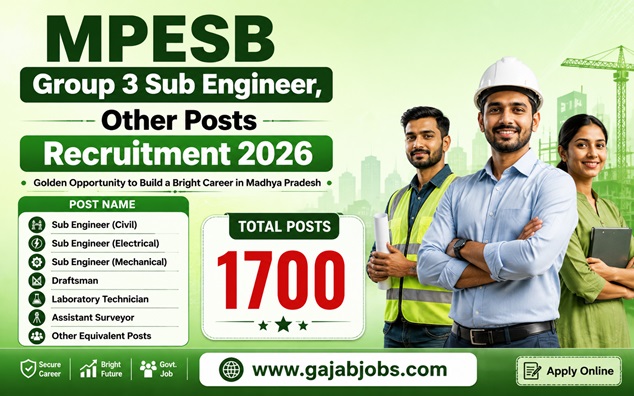 MPESB
Group 3 Sub Engineer,
Other Posts
Recruitment 2026
• Golden Opportunity to Build a Bright Career in Madhya Pradesh •
POST NAME
Sub Engineer (Civil)
Sub Engineer (Electrical)
Sub Engineer (Mechanical)
Draftsman
Laboratory Technician
Assistant Surveyor
Other Equivalent Posts
TOTAL POSTS
1700
Secure
Career
Bright
Future
Govt.
Job
www.gajabjobs.com
Apply Online